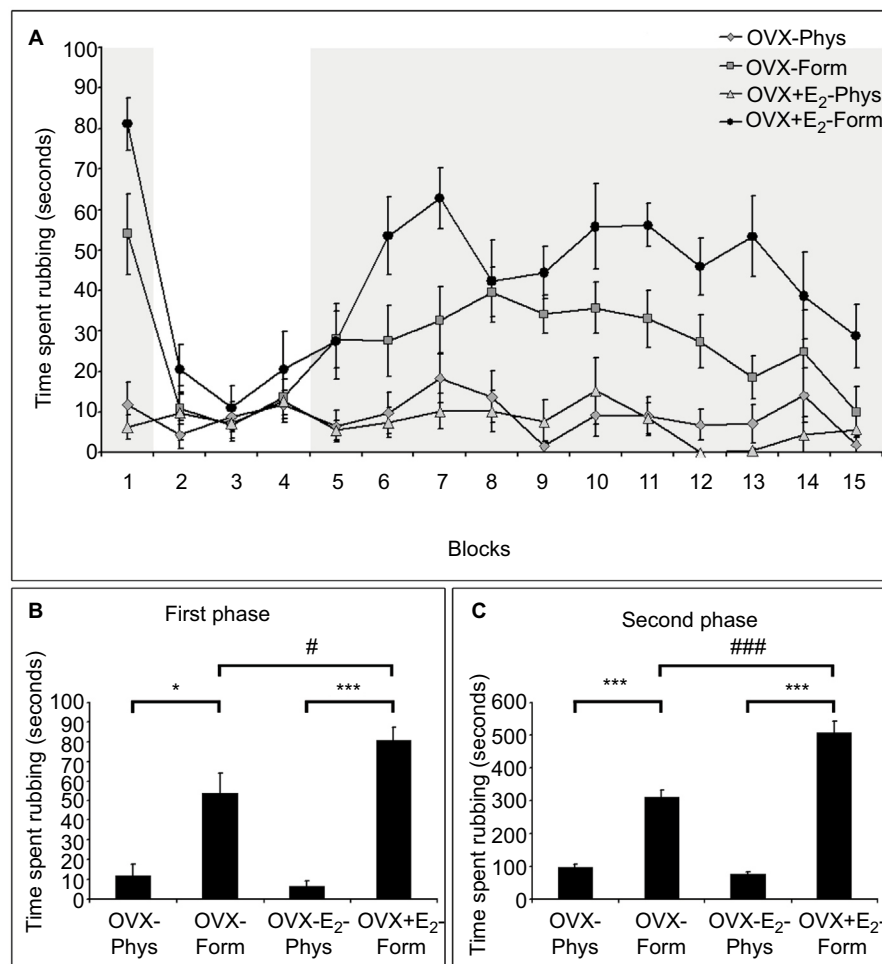 A
OVX-Phys
OVX-Form
OVX+E₂-Phys
OVX+E₂-Form
Time spent rubbing (seconds)
100
90
80
70
60
50
40
30
20
10
0
1 2 3 4 5 6 7 8 9 10 11 12 13 14 15
Blocks
B
First phase
#
* ***
Time spent rubbing (seconds)
100
90
80
70
60
50
40
30
20
10
0
OVX- OVX- OVX-E₂- OVX+E₂-
Phys Form Phys Form
C
Second phase
###
*** ***
Time spent rubbing (seconds)
600
500
400
300
200
100
0
OVX- OVX- OVX-E₂- OVX+E₂-
Phys Form Phys Form